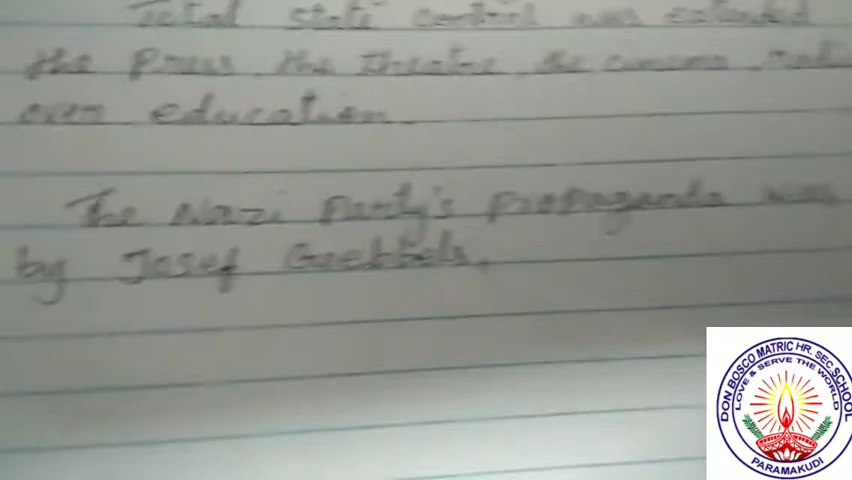 Total state control was extended
the Press, the theatre, the cinema, radi
over education.
The Nazi Party's propaganda was
by Josef Goebbels.
DON BOSCO MATRIC HR. SEC. SCHOOL
LOVE & SERVE THE WORLD
PARAMAKUDI